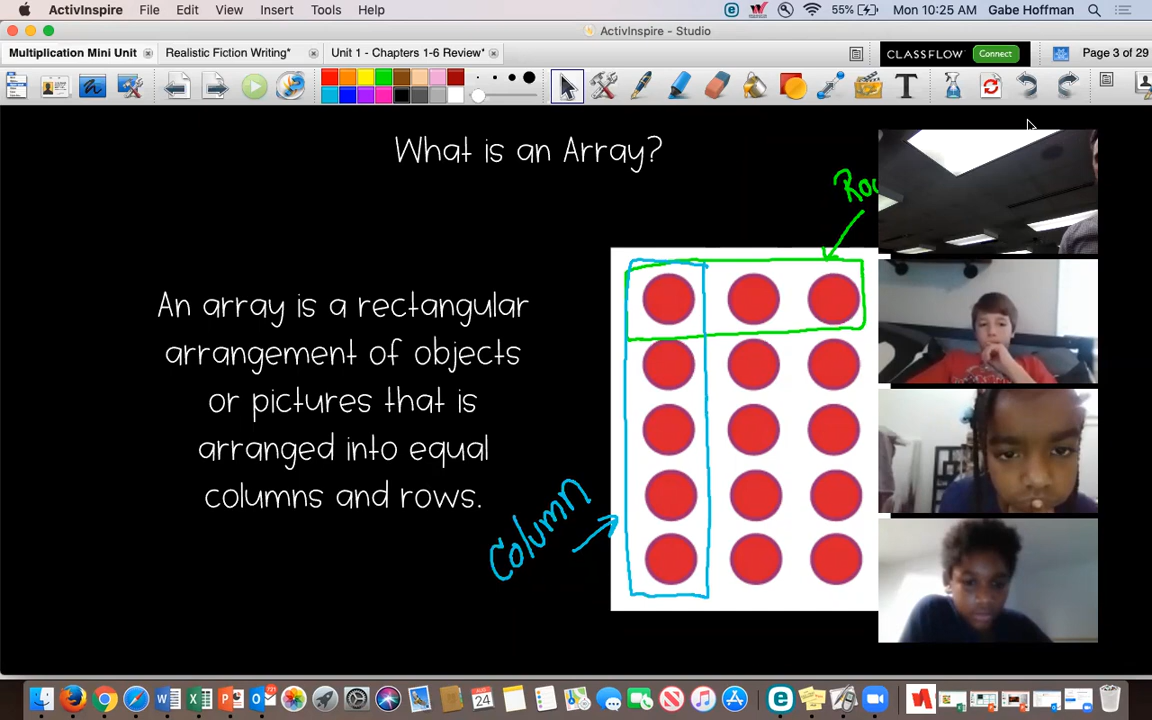 ActivInspire File Edit View Insert Tools Help 55% Mon 10:25 AM Gabe Hoffman
ActivInspire - Studio
Multiplication Mini Unit Realistic Fiction Writing* Unit 1 - Chapters 1-6 Review* CLASSFLOW Connect Page 3 of 29
T
What is an Array?
An array is a rectangular
arrangement of objects
or pictures that is
arranged into equal
columns and rows.
Column
24